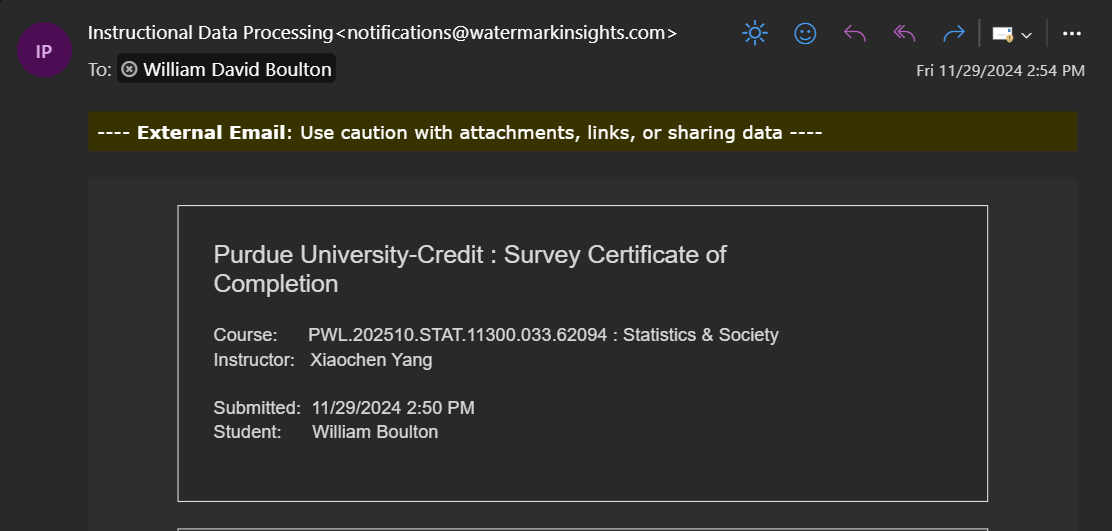 IP
Instructional Data Processing<notifications@watermarkinsights.com>
To: William David Boulton
Fri 11/29/2024 2:54 PM
---- External Email: Use caution with attachments, links, or sharing data ----
Purdue University-Credit : Survey Certificate of
Completion
Course: PWL.202510.STAT.11300.033.62094 : Statistics & Society
Instructor: Xiaochen Yang
Submitted: 11/29/2024 2:50 PM
Student: William Boulton